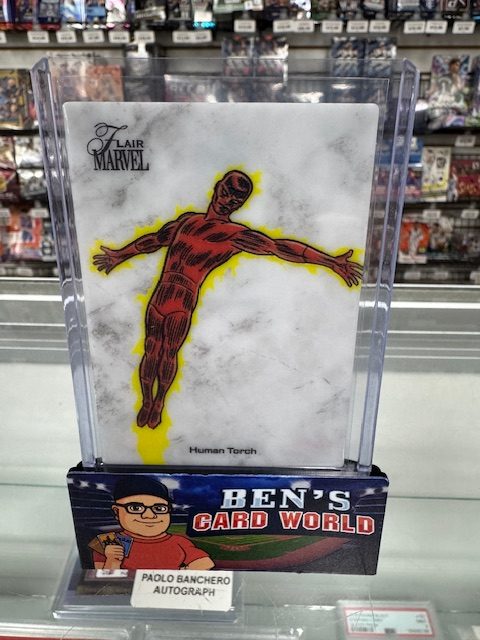 FLAIR
MARVEL
Human Torch
BEN'S
CARD WORLD
PAOLO BANCHERO
AUTOGRAPH